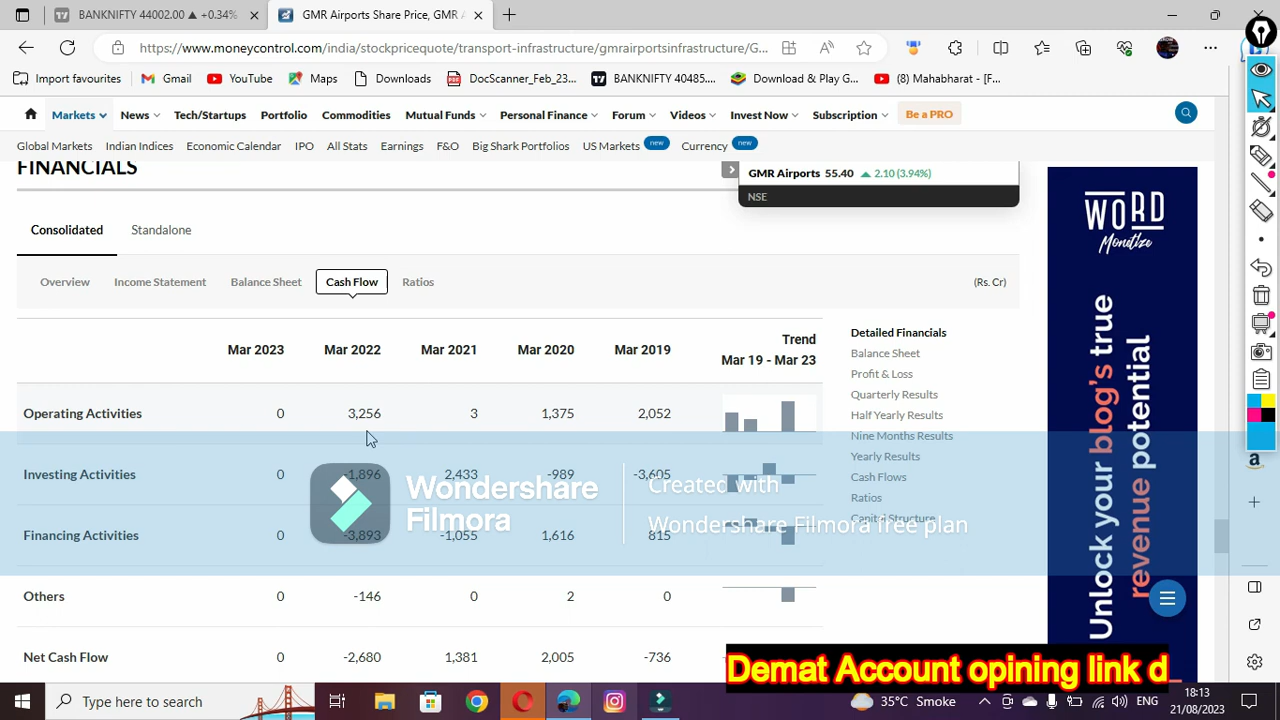 BANKNIFTY 44002.00 ▲ +0.34%
GMR Airports Share Price, GMR A
https://www.moneycontrol.com/india/stockpricequote/transport-infrastructure/gmrairportsinfrastructure/G...
Import favourites Gmail YouTube Maps Downloads DocScanner_Feb_23... BANKNIFTY 40485.... Download & Play G... (8) Mahabharat - [F...
Markets News Tech/Startups Portfolio Commodities Mutual Funds Personal Finance Forum Videos Invest Now Subscription Be a PRO
Global Markets Indian Indices Economic Calendar IPO All Stats Earnings F&O Big Shark Portfolios US Markets new Currency new
FINANCIALS
GMR Airports 55.40 ▲ 2.10 (3.94%)
NSE
Consolidated Standalone
Overview Income Statement Balance Sheet Cash Flow Ratios (Rs. Cr)
Mar 2023 Mar 2022 Mar 2021 Mar 2020 Mar 2019 Trend
Mar 19 - Mar 23
Operating Activities 0 3,256 3 1,375 2,052
Investing Activities 0 -1,896 2,433 -989 -3,605
Financing Activities 0 -3,893 -1,055 1,616 815
Others 0 -146 0 2 0
Net Cash Flow 0 -2,680 1,381 2,005 -736
Detailed Financials
Balance Sheet
Profit & Loss
Quarterly Results
Half Yearly Results
Nine Months Results
Yearly Results
Cash Flows
Ratios
Capital Structure
WORD
Monetize
Unlock your blog's true
revenue potential
Wondershare
Filmora
Created with
Wondershare Filmora free plan
Demat Account opining link d
Type here to search
35°C Smoke
ENG
18:13
21/08/2023